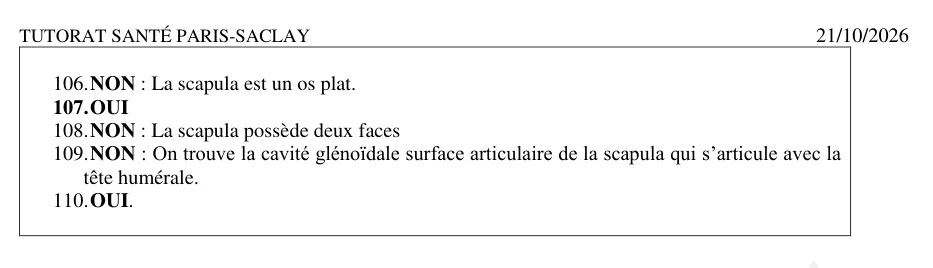 TUTORAT SANTÉ PARIS-SACLAY 21/10/2026
106.NON : La scapula est un os plat.
107.OUI
108.NON : La scapula possède deux faces
109.NON : On trouve la cavité glénoïdale surface articulaire de la scapula qui s’articule avec la
tête humérale.
110.OUI.